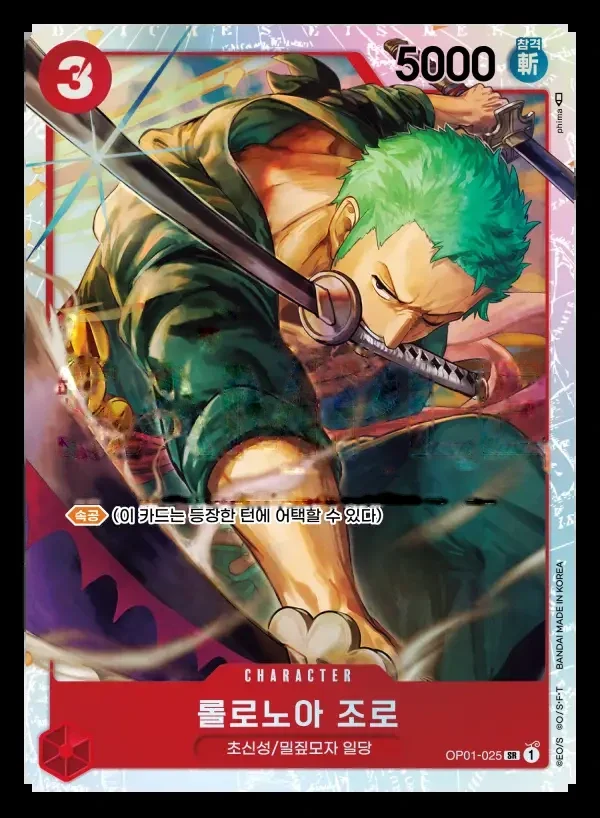 3
5000
참격
斬
phima
속공 (이 카드는 등장한 턴에 어택할 수 있다)
CHARACTER
롤로노아 조로
초신성/밀짚모자 일당
OP01-025 SR 1
©EO/S ©O/S·F·T BANDAI MADE IN KOREA